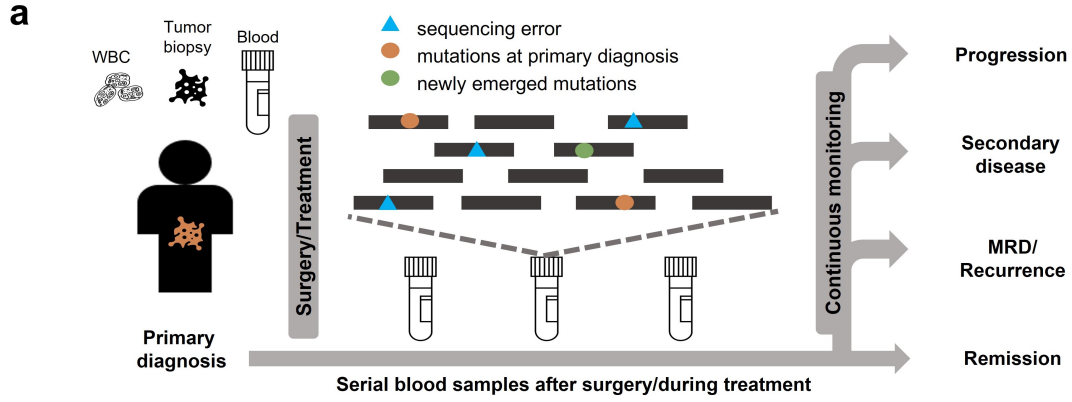 a
WBC
Tumor
biopsy
Blood
sequencing error
mutations at primary diagnosis
newly emerged mutations
Surgery/Treatment
Continuous monitoring
Progression
Secondary
disease
MRD/
Recurrence
Remission
Primary
diagnosis
Serial blood samples after surgery/during treatment